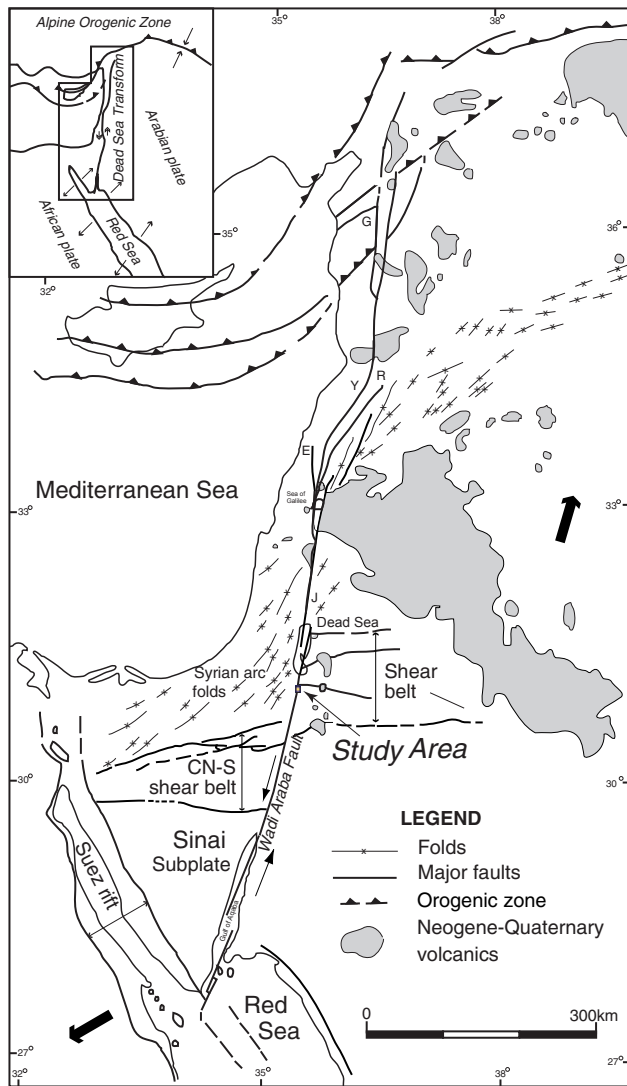 35°
38°
Alpine Orogenic Zone
Dead Sea Transform
Arabian plate
African plate
Red Sea
35°
32°
36°
G
Y
R
E
Sea of
Galilee
Mediterranean Sea
33°
33°
J
Dead Sea
Syrian arc
folds
Shear
belt
Study Area
CN-S
shear belt
Wadi Araba Fault
30°
30°
Sinai
Subplate
Suez rift
Gulf of Aqaba
Red
Sea
LEGEND
Folds
Major faults
Orogenic zone
Neogene-Quaternary
volcanics
0
300km
27°
27°
32°
35°
38°